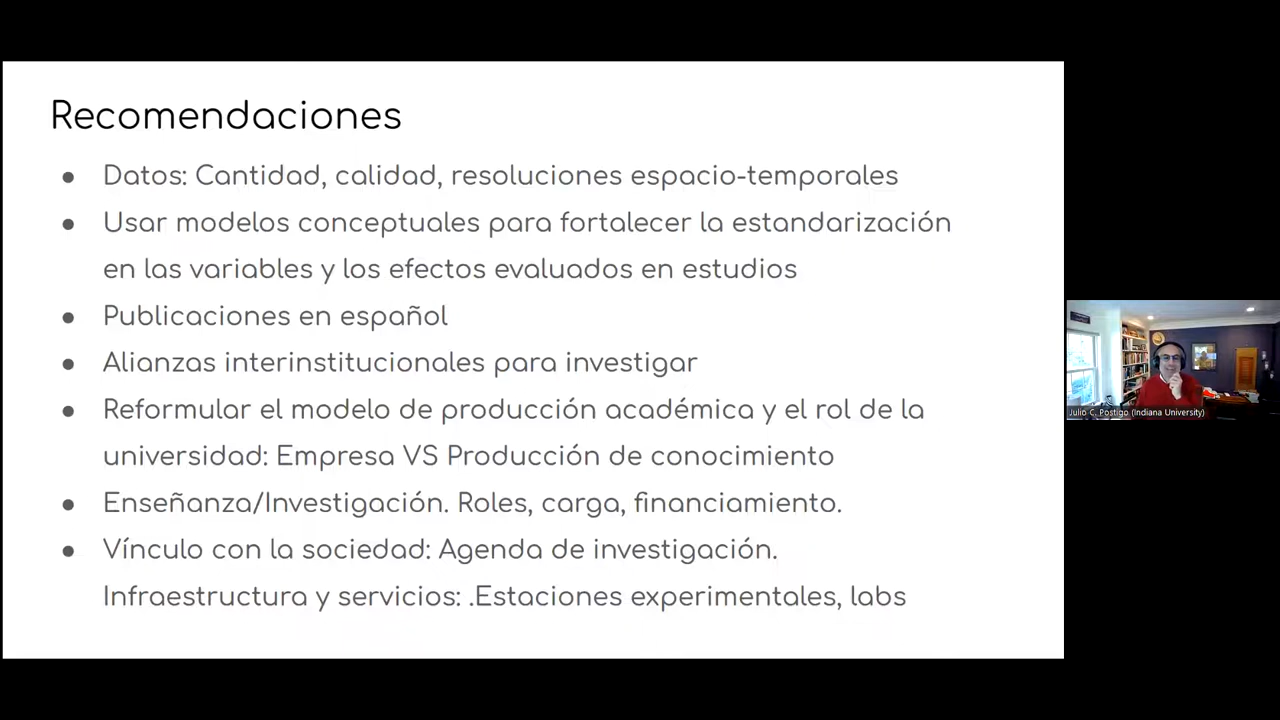 Recomendaciones
● Datos: Cantidad, calidad, resoluciones espacio-temporales
● Usar modelos conceptuales para fortalecer la estandarización
en las variables y los efectos evaluados en estudios
● Publicaciones en español
● Alianzas interinstitucionales para investigar
● Reformular el modelo de producción académica y el rol de la
universidad: Empresa VS Producción de conocimiento
● Enseñanza/Investigación. Roles, carga, financiamiento.
● Vínculo con la sociedad: Agenda de investigación.
Infraestructura y servicios: .Estaciones experimentales, labs
Julio C. Postigo (Indiana University)